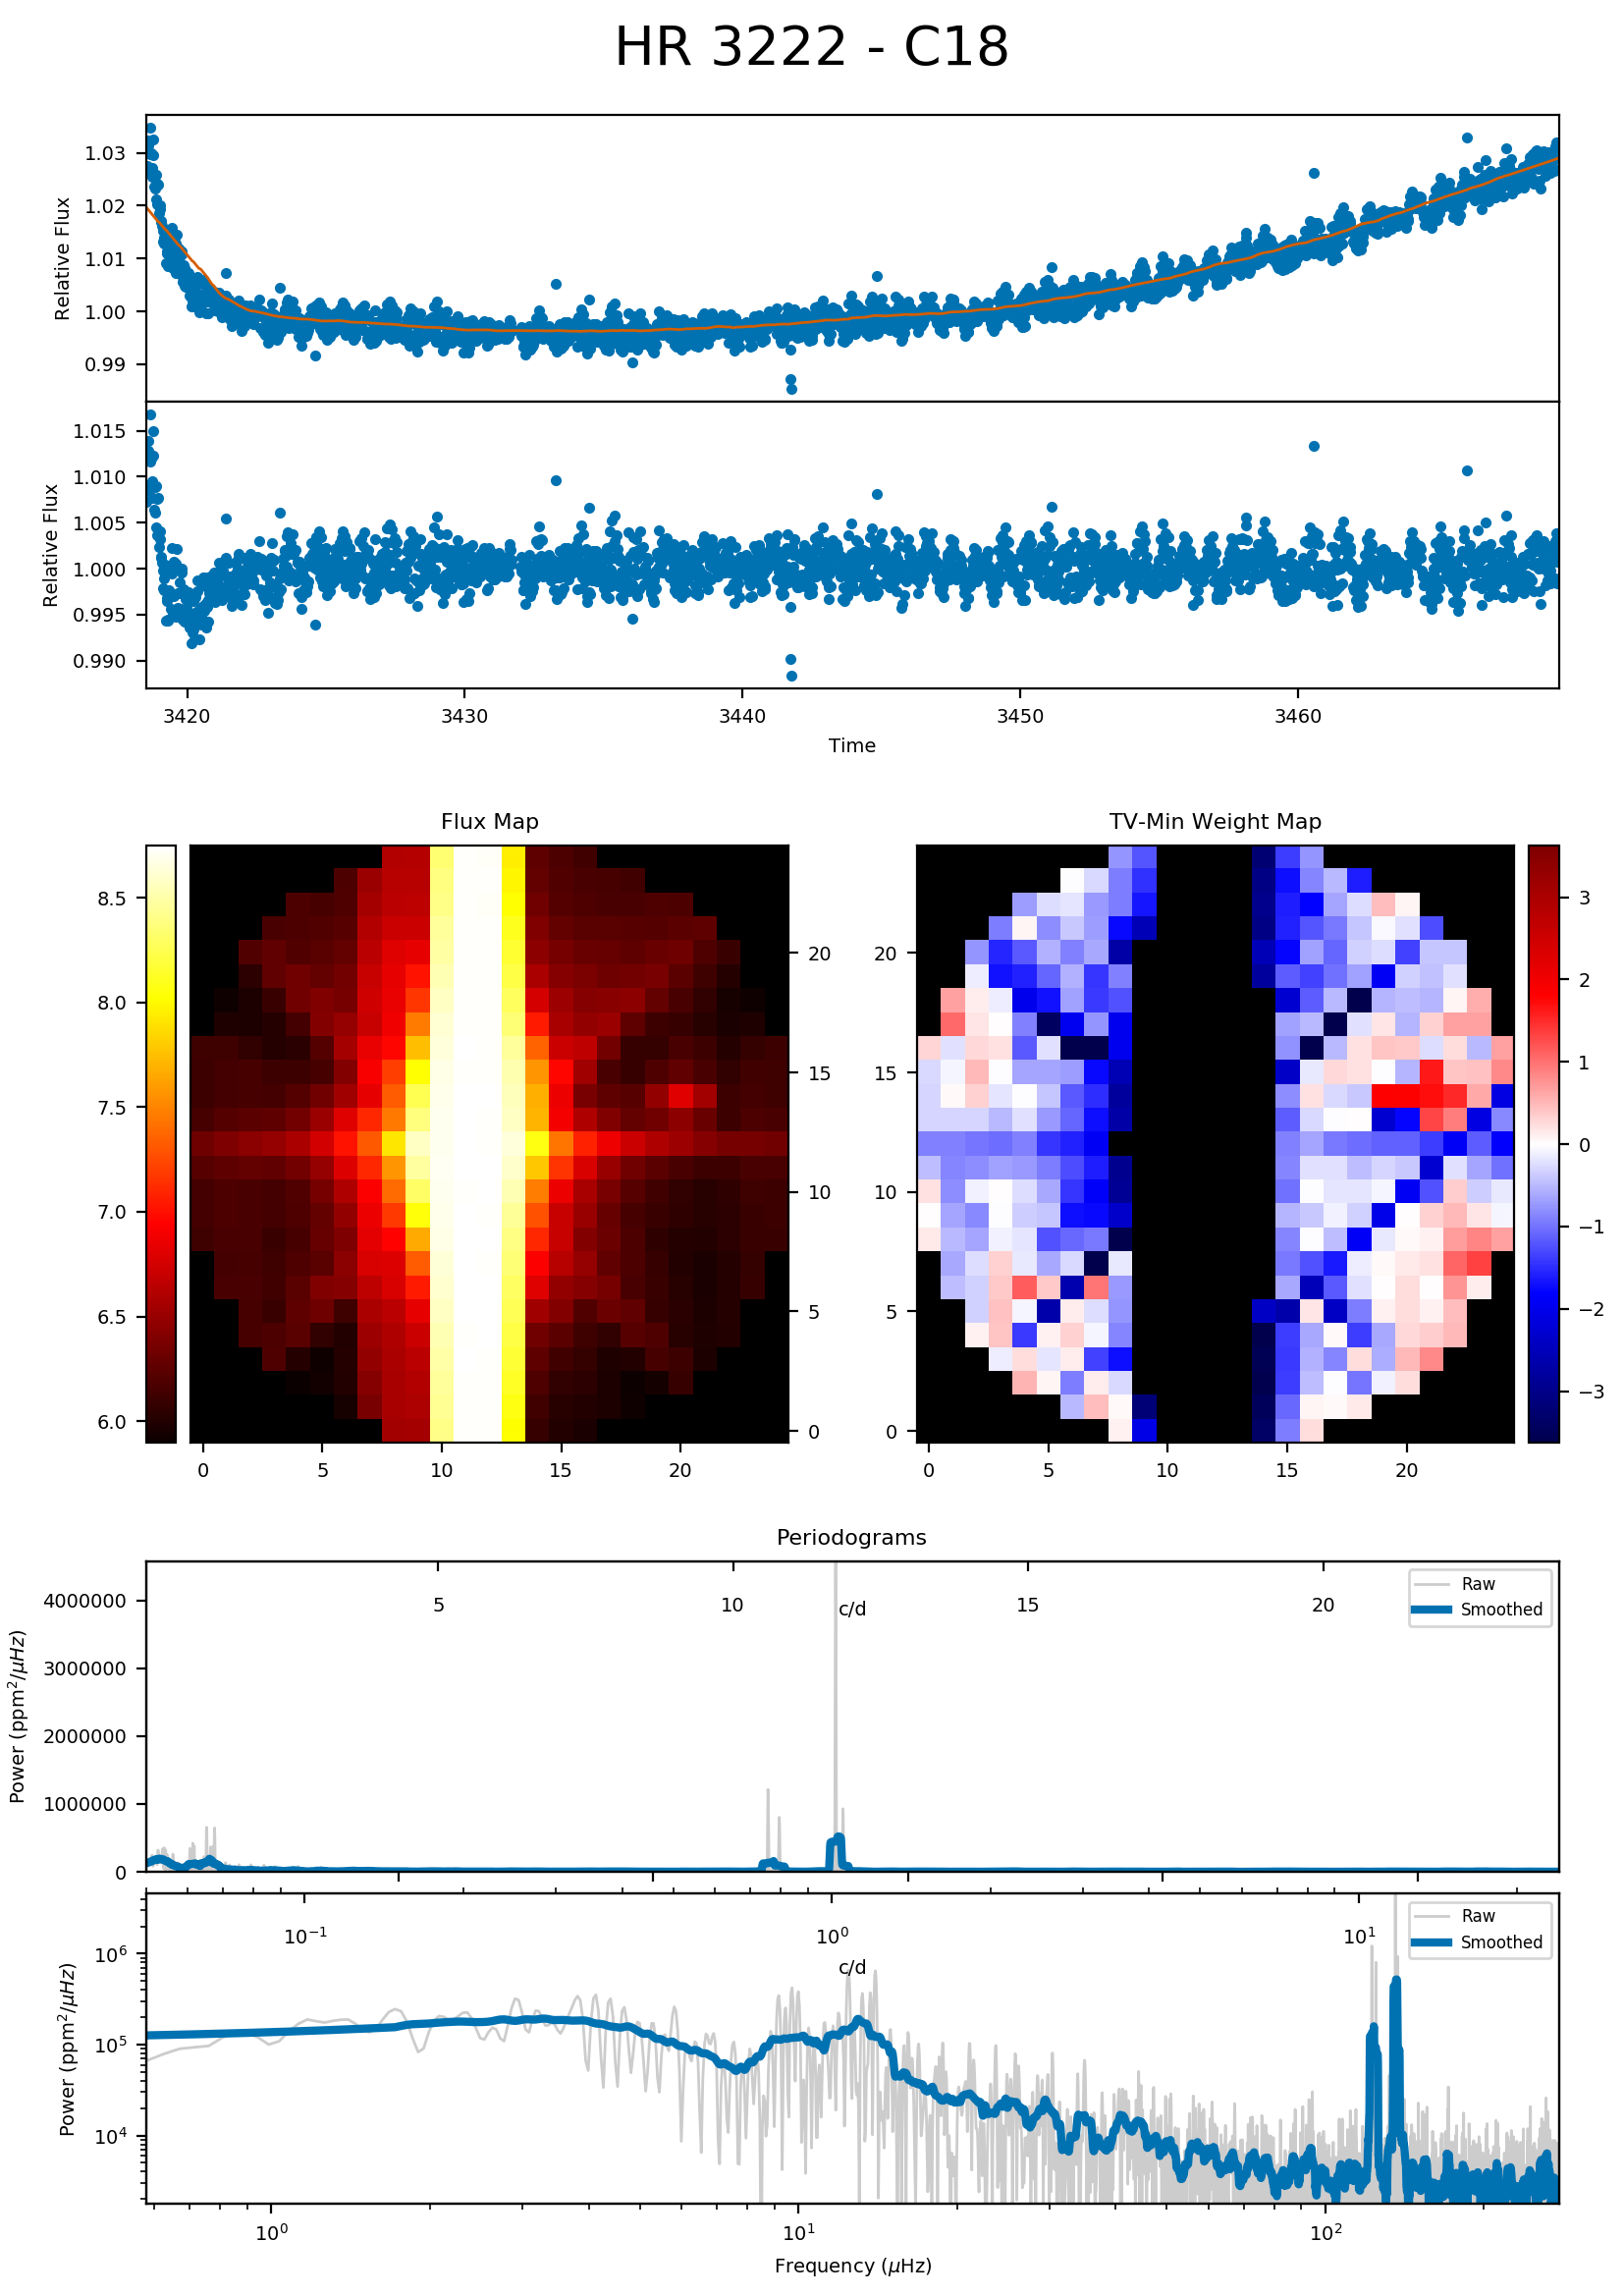 HR 3222 - C18
1.03
1.02
1.01
1.00
0.99
Relative Flux
1.015
1.010
1.005
1.000
0.995
0.990
Relative Flux
3420 3430 3440 3450 3460
Time
Flux Map
8.5
8.0
7.5
7.0
6.5
6.0
20
15
10
5
0
0 5 10 15 20
TV-Min Weight Map
20
15
10
5
0
0 5 10 15 20
3
2
1
0
−1
−2
−3
Periodograms
4000000
3000000
2000000
1000000
0
Power (ppm²/μHz)
5 10 15 20
c/d
Raw
Smoothed
10⁶
10⁵
10⁴
Power (ppm²/μHz)
10⁻¹ 10⁰ 10¹
c/d
Raw
Smoothed
10⁰ 10¹ 10²
Frequency (μHz)